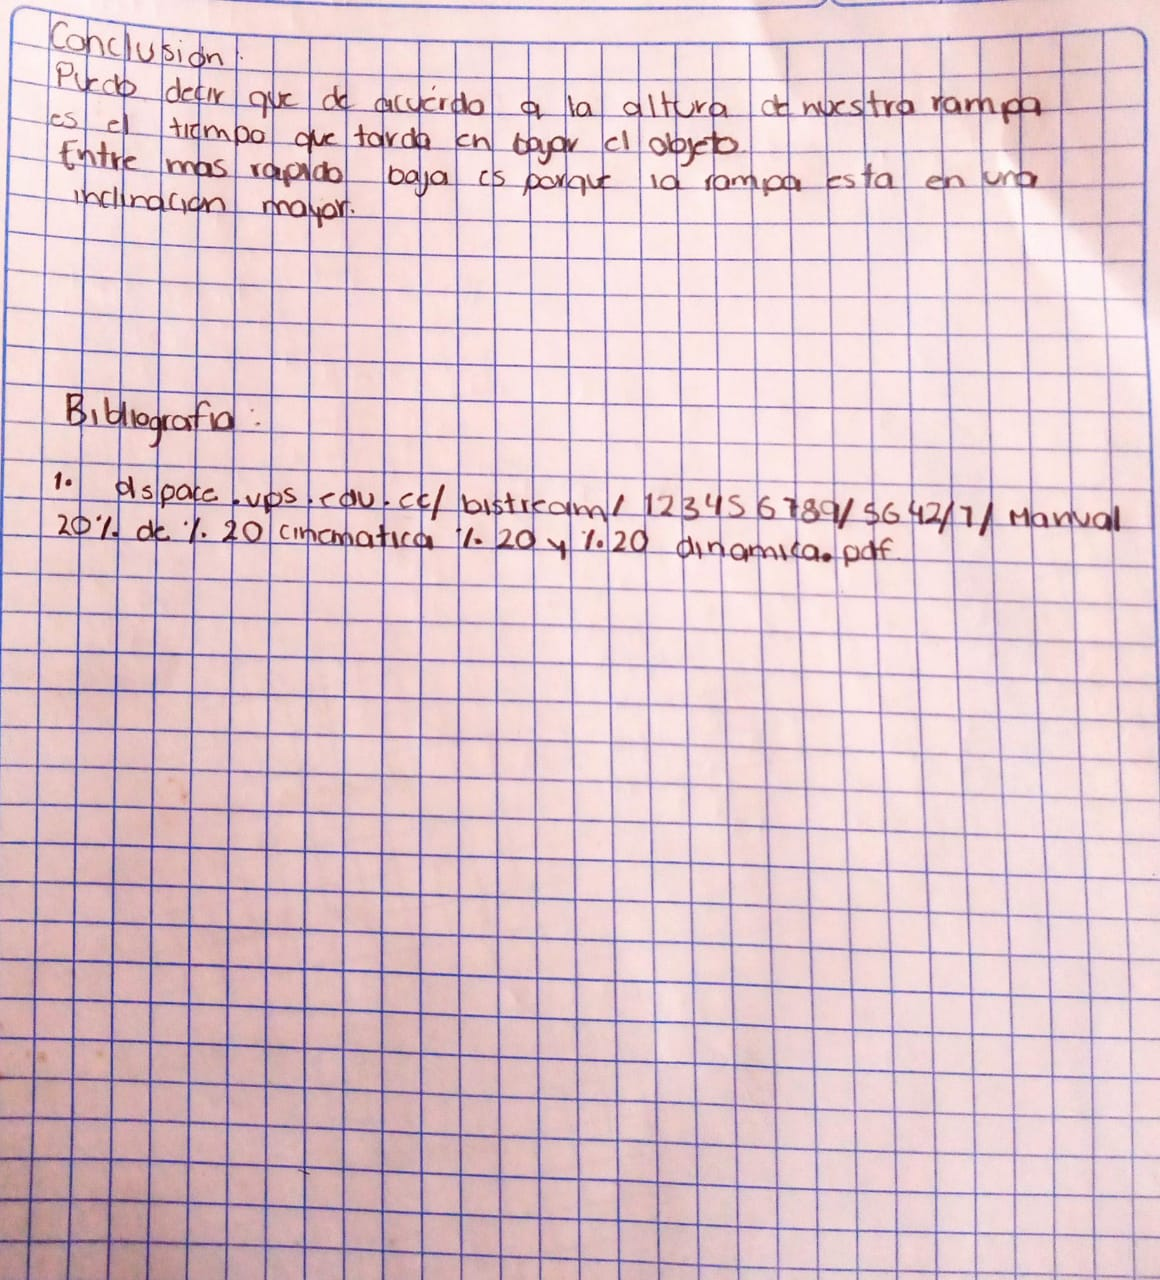 Conclusión:
Puedo decir que de acuerdo a la altura de nuestra rampa
es el tiempo que tarda en bajar el objeto.
Entre mas rapido baja es porque la rampa esta en una
inclinacion mayor.
Bibliografia:
1. dspace.ups.edu.ec/ bistream/ 123456789/5642/1/ Manual
20% de %20 cinematica %20 y %20 dinamica.pdf.